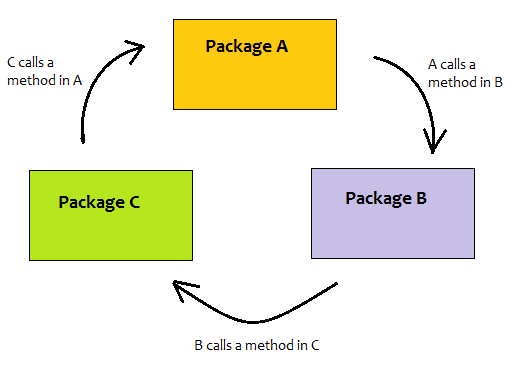 Package A
C calls a
method in A
A calls a
method in B
Package C
Package B
B calls a method in C